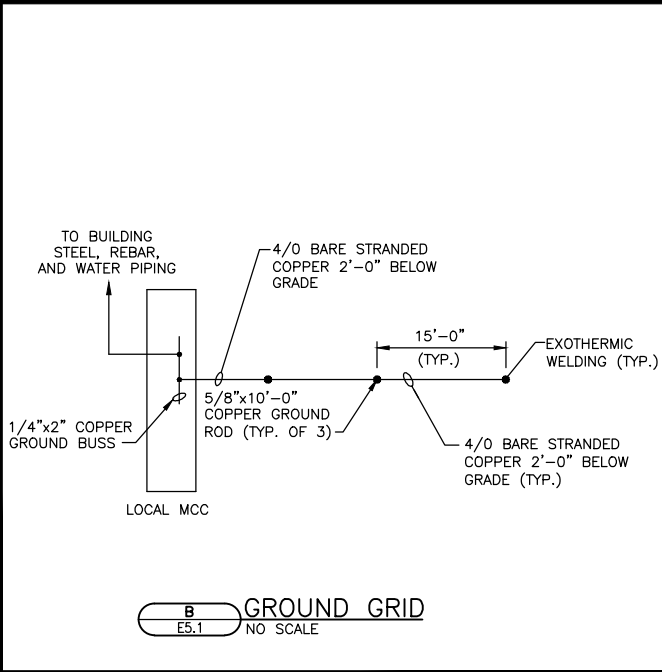 TO BUILDING
STEEL, REBAR,
AND WATER PIPING
4/0 BARE STRANDED
COPPER 2'-0" BELOW
GRADE
15'-0"
(TYP.)
EXOTHERMIC
WELDING (TYP.)
5/8"x10'-0"
COPPER GROUND
ROD (TYP. OF 3)
1/4"x2" COPPER
GROUND BUSS
4/0 BARE STRANDED
COPPER 2'-0" BELOW
GRADE (TYP.)
LOCAL MCC
B
E5.1
GROUND GRID
NO SCALE